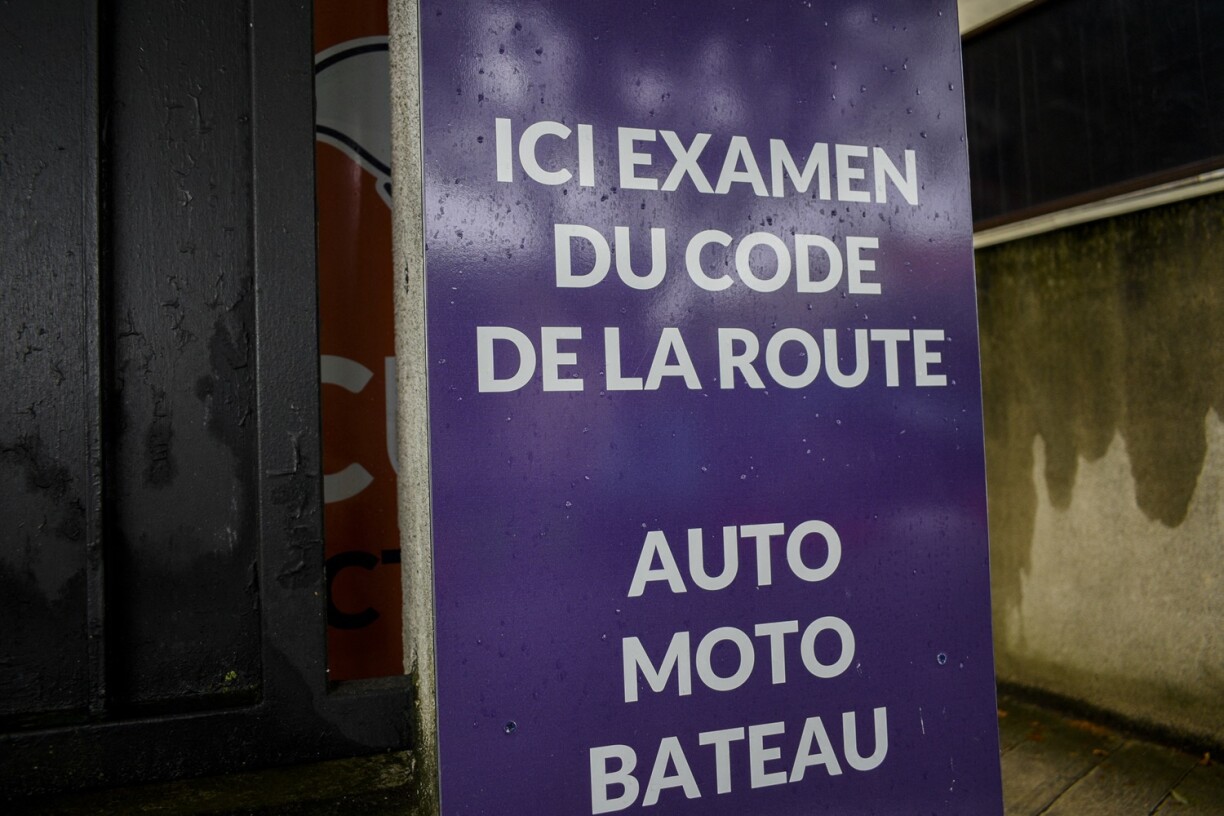 ICI EXAMEN
DU CODE
DE LA ROUTE
AUTO
MOTO
BATEAU